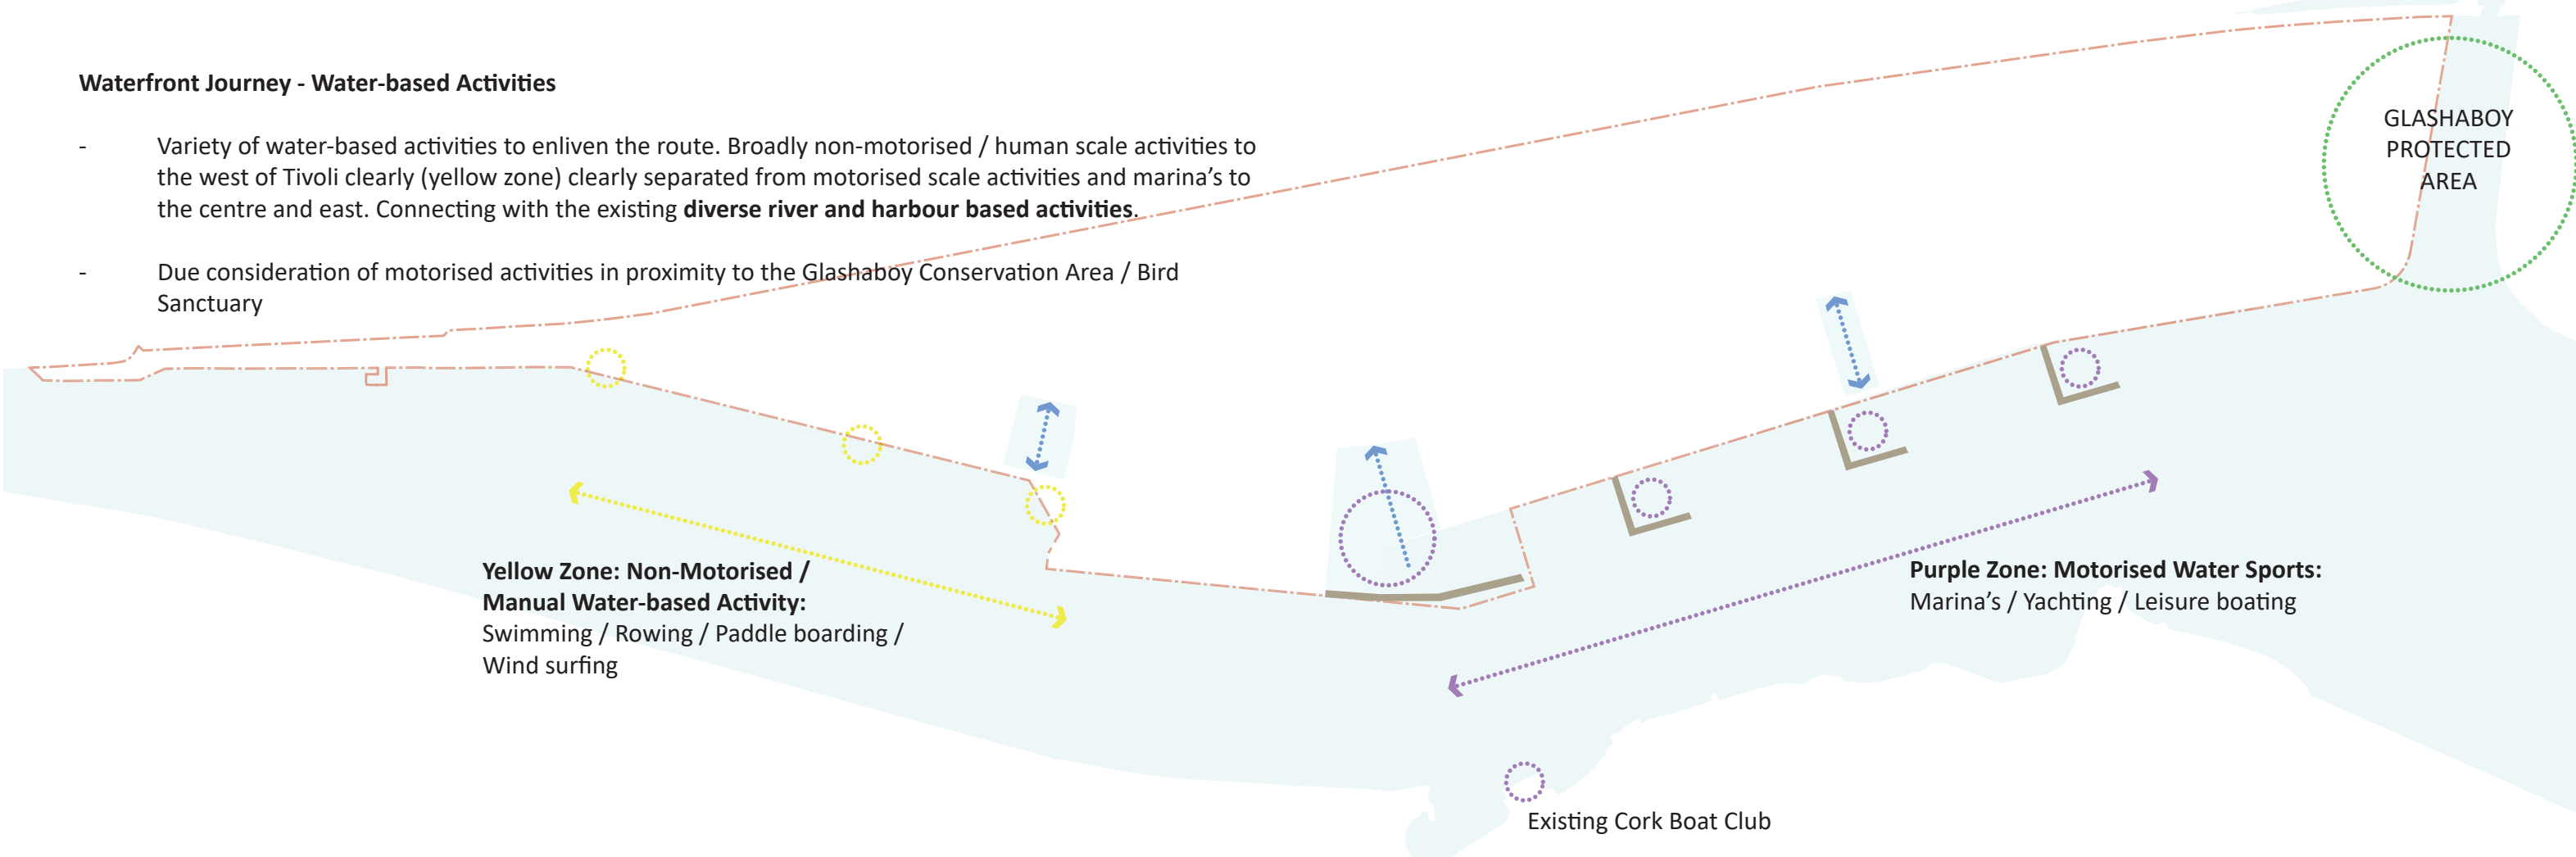 Waterfront Journey - Water-based Activities
- Variety of water-based activities to enliven the route. Broadly non-motorised / human scale activities to
the west of Tivoli clearly (yellow zone) clearly separated from motorised scale activities and marina's to
the centre and east. Connecting with the existing diverse river and harbour based activities.
- Due consideration of motorised activities in proximity to the Glashaboy Conservation Area / Bird
Sanctuary
GLASHABOY
PROTECTED
AREA
Yellow Zone: Non-Motorised /
Manual Water-based Activity:
Swimming / Rowing / Paddle boarding /
Wind surfing
Purple Zone: Motorised Water Sports:
Marina's / Yachting / Leisure boating
Existing Cork Boat Club